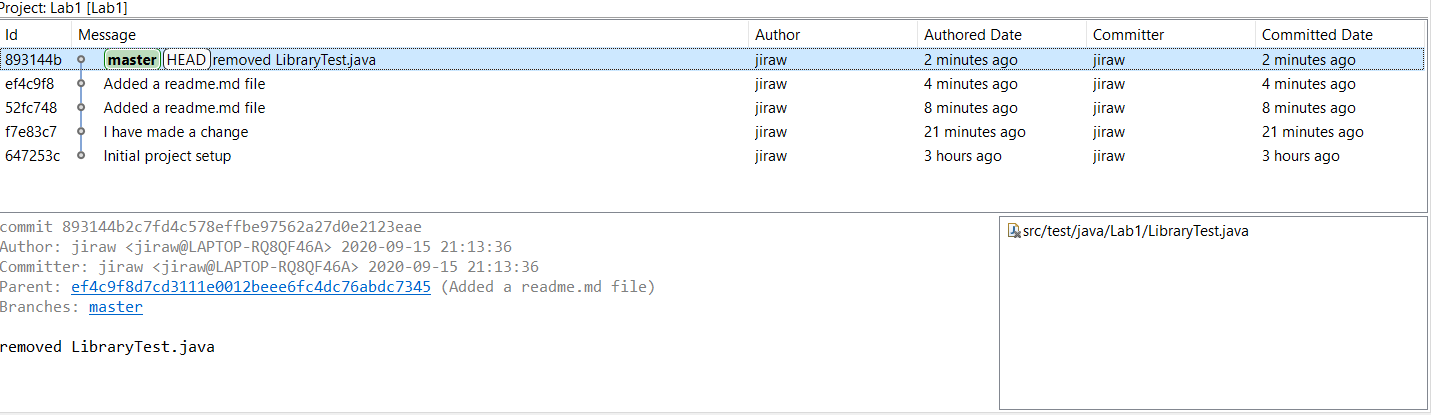 Project: Lab1 [Lab1]
Id Message Author Authored Date Committer Committed Date
893144b master HEAD removed LibraryTest.java jiraw 2 minutes ago jiraw 2 minutes ago
ef4c9f8 Added a readme.md file jiraw 4 minutes ago jiraw 4 minutes ago
52fc748 Added a readme.md file jiraw 8 minutes ago jiraw 8 minutes ago
f7e83c7 I have made a change jiraw 21 minutes ago jiraw 21 minutes ago
647253c Initial project setup jiraw 3 hours ago jiraw 3 hours ago
commit 893144b2c7fd4c578effbe97562a27d0e2123eae
Author: jiraw <jiraw@LAPTOP-RQ8QF46A> 2020-09-15 21:13:36
Committer: jiraw <jiraw@LAPTOP-RQ8QF46A> 2020-09-15 21:13:36
Parent: ef4c9f8d7cd3111e0012beee6fc4dc76abdc7345 (Added a readme.md file)
Branches: master
removed LibraryTest.java
src/test/java/Lab1/LibraryTest.java